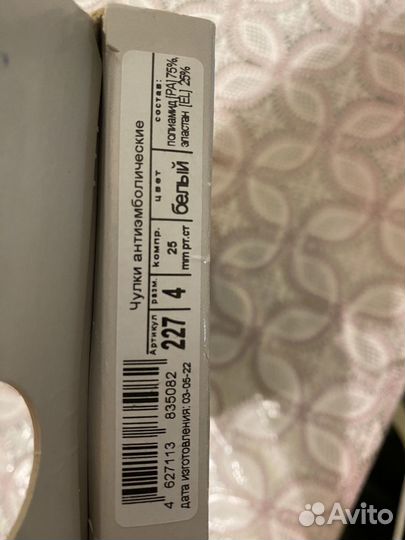 Чулки антиэмболические
Артикул разм. компр. цвет состав:
227 4 25 mm рт.ст белый полиамид [PA]75%,
эластан [EL] 25%
4 627113 835082
дата изготовления: 03-05-22
Avito